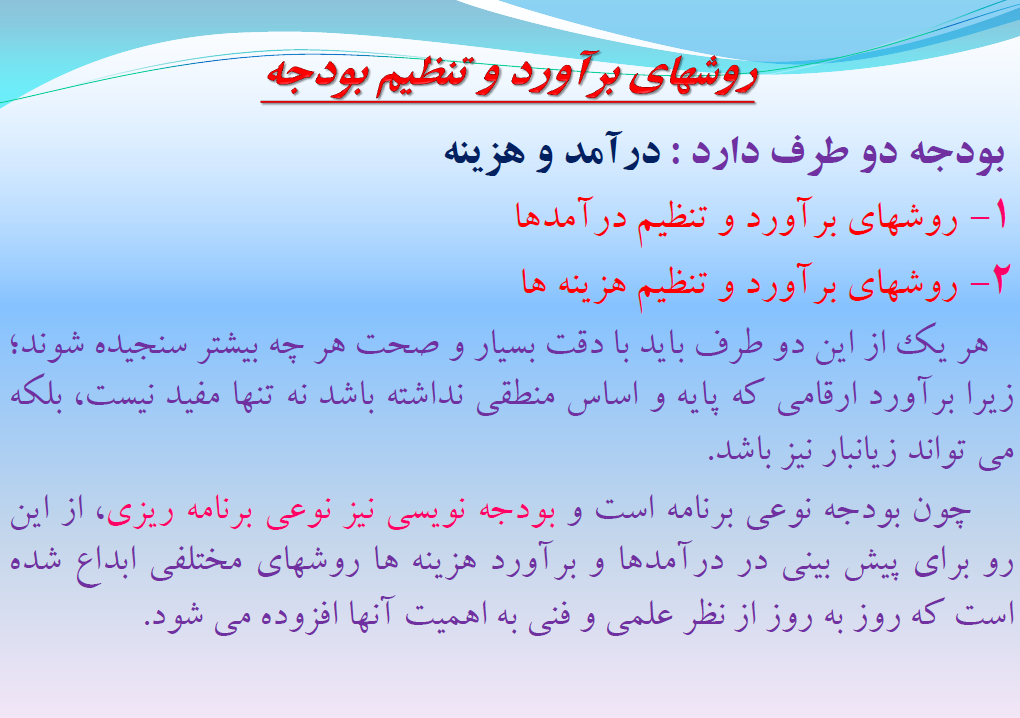 روشهای برآورد و تنظیم بودجه
بودجه دو طرف دارد : درآمد و هزینه
۱- روشهای برآورد و تنظیم درآمدها
۲- روشهای برآورد و تنظیم هزینه ها
هر یک از این دو طرف باید با دقت بسیار و صحت هر چه بیشتر سنجیده شوند؛
زیرا برآورد ارقامی که پایه و اساس منطقی نداشته باشد نه تنها مفید نیست، بلکه
می تواند زیانبار نیز باشد.
چون بودجه نوعی برنامه است و بودجه نویسی نیز نوعی برنامه ریزی، از این
رو برای پیش بینی در درآمدها و برآورد هزینه ها روشهای مختلفی ابداع شده
است که روز به روز از نظر علمی و فنی به اهمیت آنها افزوده می شود.